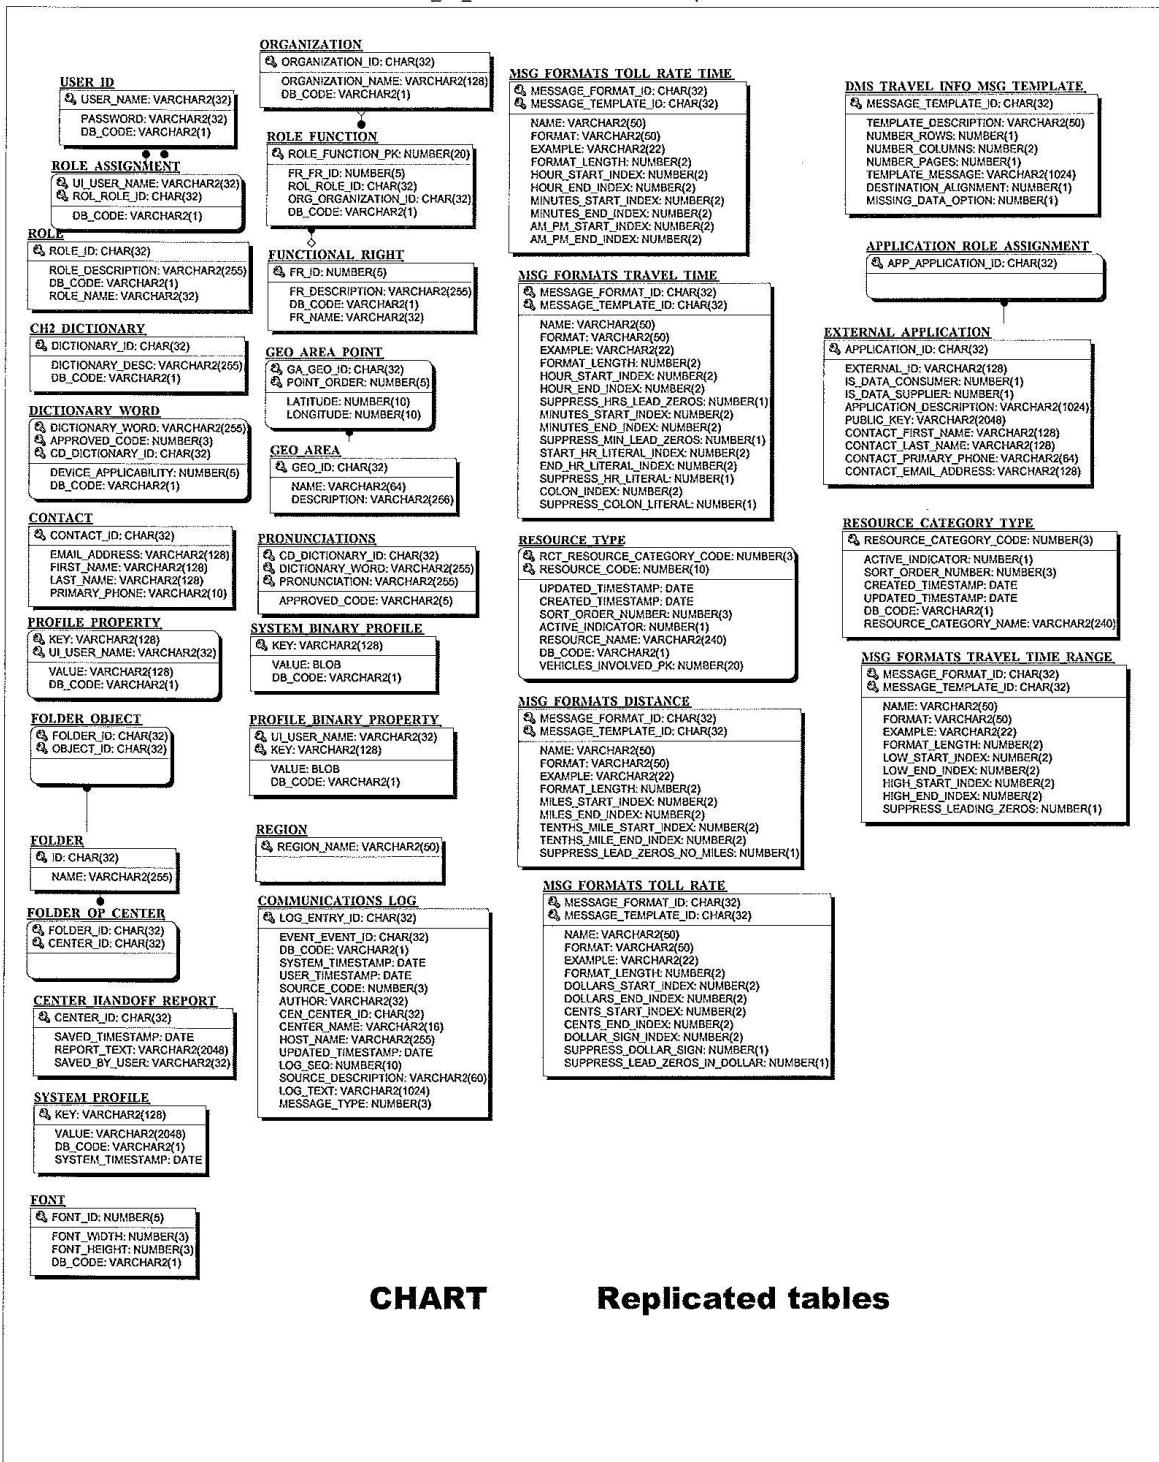 USER_ID
USER_NAME: VARCHAR2(32)
PASSWORD: VARCHAR2(32)
DB_CODE: VARCHAR2(1)
ROLE_ASSIGNMENT
UI_USER_NAME: VARCHAR2(32)
ROL_ROLE_ID: CHAR(32)
DB_CODE: VARCHAR2(1)
ROLE
ROLE_ID: CHAR(32)
ROLE_DESCRIPTION: VARCHAR2(255)
DB_CODE: VARCHAR2(1)
ROLE_NAME: VARCHAR2(32)
CH2_DICTIONARY
DICTIONARY_ID: CHAR(32)
DICTIONARY_DESC: VARCHAR2(255)
DB_CODE: VARCHAR2(1)
DICTIONARY_WORD
DICTIONARY_WORD: VARCHAR2(255)
APPROVED_CODE: NUMBER(3)
CD_DICTIONARY_ID: CHAR(32)
DEVICE_APPLICABILITY: NUMBER(5)
DB_CODE: VARCHAR2(1)
CONTACT
CONTACT_ID: CHAR(32)
EMAIL_ADDRESS: VARCHAR2(128)
FIRST_NAME: VARCHAR2(128)
LAST_NAME: VARCHAR2(128)
PRIMARY_PHONE: VARCHAR2(10)
PROFILE_PROPERTY
KEY: VARCHAR2(128)
UI_USER_NAME: VARCHAR2(32)
VALUE: VARCHAR2(128)
DB_CODE: VARCHAR2(1)
FOLDER_OBJECT
FOLDER_ID: CHAR(32)
OBJECT_ID: CHAR(32)
FOLDER
ID: CHAR(32)
NAME: VARCHAR2(255)
FOLDER_OP_CENTER
FOLDER_ID: CHAR(32)
CENTER_ID: CHAR(32)
CENTER_HANDOFF_REPORT
CENTER_ID: CHAR(32)
SAVED_TIMESTAMP: DATE
REPORT_TEXT: VARCHAR2(2048)
SAVED_BY_USER: VARCHAR2(32)
SYSTEM_PROFILE
KEY: VARCHAR2(128)
VALUE: VARCHAR2(2048)
DB_CODE: VARCHAR2(1)
SYSTEM_TIMESTAMP: DATE
FONT
FONT_ID: NUMBER(5)
FONT_WIDTH: NUMBER(3)
FONT_HEIGHT: NUMBER(3)
DB_CODE: VARCHAR2(1)
ORGANIZATION
ORGANIZATION_ID: CHAR(32)
ORGANIZATION_NAME: VARCHAR2(128)
DB_CODE: VARCHAR2(1)
ROLE_FUNCTION
ROLE_FUNCTION_PK: NUMBER(20)
FR_FR_ID: NUMBER(5)
ROL_ROLE_ID: CHAR(32)
ORG_ORGANIZATION_ID: CHAR(32)
DB_CODE: VARCHAR2(1)
FUNCTIONAL_RIGHT
FR_ID: NUMBER(5)
FR_DESCRIPTION: VARCHAR2(255)
DB_CODE: VARCHAR2(1)
FR_NAME: VARCHAR2(32)
GEO_AREA_POINT
GA_GEO_ID: CHAR(32)
POINT_ORDER: NUMBER(5)
LATITUDE: NUMBER(10)
LONGITUDE: NUMBER(10)
GEO_AREA
GEO_ID: CHAR(32)
NAME: VARCHAR2(64)
DESCRIPTION: VARCHAR2(256)
PRONUNCIATIONS
CD_DICTIONARY_ID: CHAR(32)
DICTIONARY_WORD: VARCHAR2(255)
PRONUNCIATION: VARCHAR2(255)
APPROVED_CODE: VARCHAR2(5)
SYSTEM_BINARY_PROFILE
KEY: VARCHAR2(128)
VALUE: BLOB
DB_CODE: VARCHAR2(1)
PROFILE_BINARY_PROPERTY
UI_USER_NAME: VARCHAR2(32)
KEY: VARCHAR2(128)
VALUE: BLOB
DB_CODE: VARCHAR2(1)
REGION
REGION_NAME: VARCHAR2(50)
COMMUNICATIONS_LOG
LOG_ENTRY_ID: CHAR(32)
EVENT_EVENT_ID: CHAR(32)
DB_CODE: VARCHAR2(1)
SYSTEM_TIMESTAMP: DATE
USER_TIMESTAMP: DATE
SOURCE_CODE: NUMBER(3)
AUTHOR: VARCHAR2(32)
CEN_CENTER_ID: CHAR(32)
CENTER_NAME: VARCHAR2(16)
HOST_NAME: VARCHAR2(255)
UPDATED_TIMESTAMP: DATE
LOG_SEQ: NUMBER(10)
SOURCE_DESCRIPTION: VARCHAR2(60)
LOG_TEXT: VARCHAR2(1024)
MESSAGE_TYPE: NUMBER(3)
MSG_FORMATS_TOLL_RATE_TIME
MESSAGE_FORMAT_ID: CHAR(32)
MESSAGE_TEMPLATE_ID: CHAR(32)
NAME: VARCHAR2(50)
FORMAT: VARCHAR2(50)
EXAMPLE: VARCHAR2(22)
FORMAT_LENGTH: NUMBER(2)
HOUR_START_INDEX: NUMBER(2)
HOUR_END_INDEX: NUMBER(2)
MINUTES_START_INDEX: NUMBER(2)
MINUTES_END_INDEX: NUMBER(2)
AM_PM_START_INDEX: NUMBER(2)
AM_PM_END_INDEX: NUMBER(2)
MSG_FORMATS_TRAVEL_TIME
MESSAGE_FORMAT_ID: CHAR(32)
MESSAGE_TEMPLATE_ID: CHAR(32)
NAME: VARCHAR2(50)
FORMAT: VARCHAR2(50)
EXAMPLE: VARCHAR2(22)
FORMAT_LENGTH: NUMBER(2)
HOUR_START_INDEX: NUMBER(2)
HOUR_END_INDEX: NUMBER(2)
SUPPRESS_HRS_LEAD_ZEROS: NUMBER(1)
MINUTES_START_INDEX: NUMBER(2)
MINUTES_END_INDEX: NUMBER(2)
SUPPRESS_MIN_LEAD_ZEROS: NUMBER(1)
START_HR_LITERAL_INDEX: NUMBER(2)
END_HR_LITERAL_INDEX: NUMBER(2)
SUPPRESS_HR_LITERAL: NUMBER(1)
COLON_INDEX: NUMBER(2)
SUPPRESS_COLON_LITERAL: NUMBER(1)
RESOURCE_TYPE
RCT_RESOURCE_CATEGORY_CODE: NUMBER(3)
RESOURCE_CODE: NUMBER(10)
UPDATED_TIMESTAMP: DATE
CREATED_TIMESTAMP: DATE
SORT_ORDER_NUMBER: NUMBER(3)
ACTIVE_INDICATOR: NUMBER(1)
RESOURCE_NAME: VARCHAR2(240)
DB_CODE: VARCHAR2(1)
VEHICLES_INVOLVED_PK: NUMBER(20)
MSG_FORMATS_DISTANCE
MESSAGE_FORMAT_ID: CHAR(32)
MESSAGE_TEMPLATE_ID: CHAR(32)
NAME: VARCHAR2(50)
FORMAT: VARCHAR2(50)
EXAMPLE: VARCHAR2(22)
FORMAT_LENGTH: NUMBER(2)
MILES_START_INDEX: NUMBER(2)
MILES_END_INDEX: NUMBER(2)
TENTHS_MILE_START_INDEX: NUMBER(2)
TENTHS_MILE_END_INDEX: NUMBER(2)
SUPPRESS_LEAD_ZEROS_NO_MILES: NUMBER(1)
MSG_FORMATS_TOLL_RATE
MESSAGE_FORMAT_ID: CHAR(32)
MESSAGE_TEMPLATE_ID: CHAR(32)
NAME: VARCHAR2(50)
FORMAT: VARCHAR2(50)
EXAMPLE: VARCHAR2(22)
FORMAT_LENGTH: NUMBER(2)
DOLLARS_START_INDEX: NUMBER(2)
DOLLARS_END_INDEX: NUMBER(2)
CENTS_START_INDEX: NUMBER(2)
CENTS_END_INDEX: NUMBER(2)
DOLLAR_SIGN_INDEX: NUMBER(2)
SUPPRESS_DOLLAR_SIGN: NUMBER(1)
SUPPRESS_LEAD_ZEROS_IN_DOLLAR: NUMBER(1)
DMS_TRAVEL_INFO_MSG_TEMPLATE
MESSAGE_TEMPLATE_ID: CHAR(32)
TEMPLATE_DESCRIPTION: VARCHAR2(50)
NUMBER_ROWS: NUMBER(1)
NUMBER_COLUMNS: NUMBER(2)
NUMBER_PAGES: NUMBER(1)
TEMPLATE_MESSAGE: VARCHAR2(1024)
DESTINATION_ALIGNMENT: NUMBER(1)
MISSING_DATA_OPTION: NUMBER(1)
APPLICATION_ROLE_ASSIGNMENT
APP_APPLICATION_ID: CHAR(32)
EXTERNAL_APPLICATION
APPLICATION_ID: CHAR(32)
EXTERNAL_ID: VARCHAR2(128)
IS_DATA_CONSUMER: NUMBER(1)
IS_DATA_SUPPLIER: NUMBER(1)
APPLICATION_DESCRIPTION: VARCHAR2(1024)
PUBLIC_KEY: VARCHAR2(2048)
CONTACT_FIRST_NAME: VARCHAR2(128)
CONTACT_LAST_NAME: VARCHAR2(128)
CONTACT_PRIMARY_PHONE: VARCHAR2(64)
CONTACT_EMAIL_ADDRESS: VARCHAR2(128)
RESOURCE_CATEGORY_TYPE
RESOURCE_CATEGORY_CODE: NUMBER(3)
ACTIVE_INDICATOR: NUMBER(1)
SORT_ORDER_NUMBER: NUMBER(3)
CREATED_TIMESTAMP: DATE
UPDATED_TIMESTAMP: DATE
DB_CODE: VARCHAR2(1)
RESOURCE_CATEGORY_NAME: VARCHAR2(240)
MSG_FORMATS_TRAVEL_TIME_RANGE
MESSAGE_FORMAT_ID: CHAR(32)
MESSAGE_TEMPLATE_ID: CHAR(32)
NAME: VARCHAR2(50)
FORMAT: VARCHAR2(50)
EXAMPLE: VARCHAR2(22)
FORMAT_LENGTH: NUMBER(2)
LOW_START_INDEX: NUMBER(2)
LOW_END_INDEX: NUMBER(2)
HIGH_START_INDEX: NUMBER(2)
HIGH_END_INDEX: NUMBER(2)
SUPPRESS_LEADING_ZEROS: NUMBER(1)
CHART Replicated tables